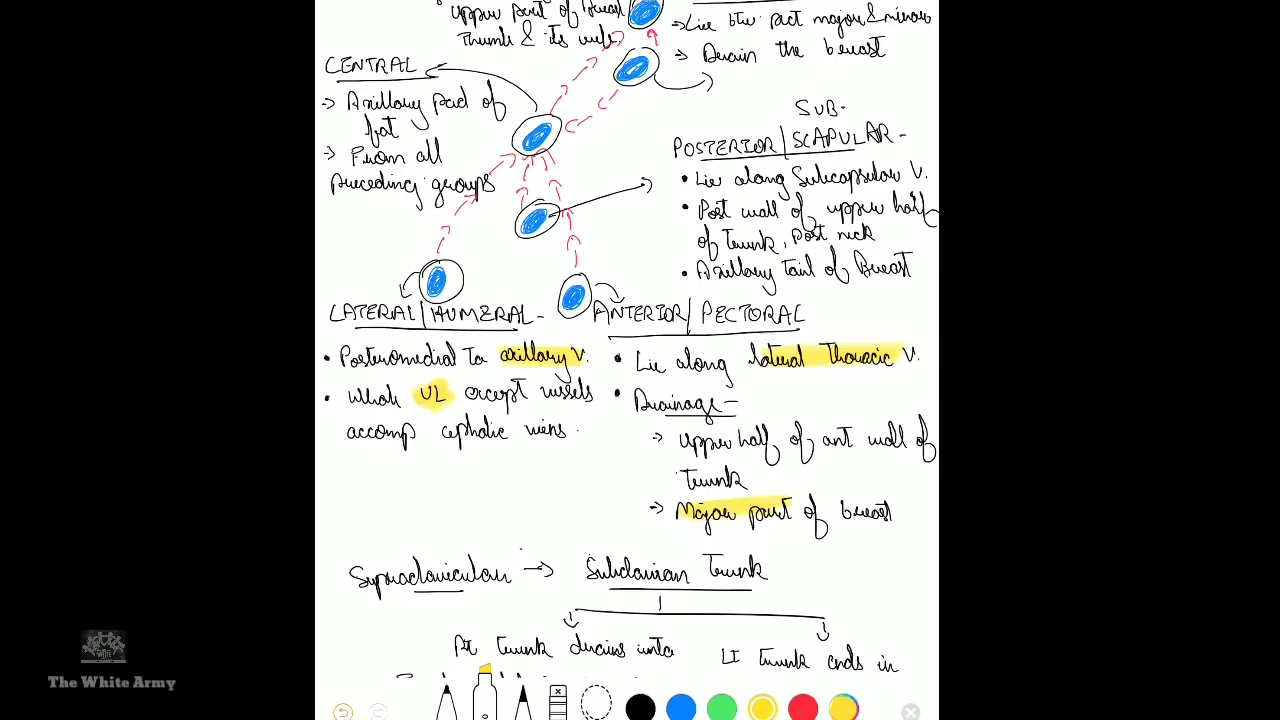 upper part of Breast
Trunk & its walls
→ Lie b/w pect major & minor
→ Drain the breast
CENTRAL
→ Axillary pad of
fat
→ From all
preceding groups
SUB-
POSTERIOR/SCAPULAR -
• Lie along Subcapsular V.
• Post wall of upper half
of Trunk, Post neck
• Axillary tail of Breast
LATERAL/HUMERAL -
• Posteromedial To axillary V.
• Whole UL except vessels
accomp cephalic viens.
ANTERIOR/PECTORAL
• Lie along lateral Thoracic V.
• Drainage -
→ Upper half of ant wall of
Trunk
→ Major part of breast
Supraclavicular → Subclavian Trunk
Rt trunk drains into
LT trunk ends in
The White Army